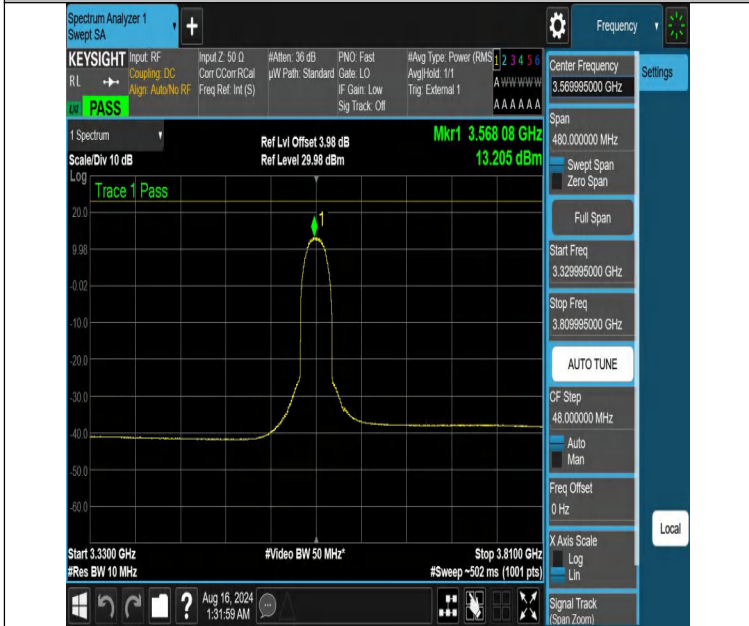 Spectrum Analyzer 1
Swept SA
+
Frequency
KEYSIGHT
RL
LXI
PASS
Input: RF
Coupling: DC
Align: Auto/No RF
Input Z: 50 Ω
Corr CCorr RCal
Freq Ref: Int (S)
#Atten: 36 dB
µW Path: Standard
PNO: Fast
Gate: LO
IF Gain: Low
Sig Track: Off
#Avg Type: Power (RMS
Avg|Hold: 1/1
Trig: External 1
1 2 3 4 5 6
A W W W W W
A A A A A A
1 Spectrum
Scale/Div 10 dB
Ref Lvl Offset 3.98 dB
Ref Level 29.98 dBm
Mkr1 3.568 08 GHz
13.205 dBm
Log
Trace 1 Pass
1
20.0
9.98
-0.02
-10.0
-20.0
-30.0
-40.0
-50.0
-60.0
Start 3.3300 GHz
#Res BW 10 MHz
#Video BW 50 MHz*
Stop 3.8100 GHz
#Sweep ~502 ms (1001 pts)
?
Aug 16, 2024
1:31:59 AM
Center Frequency
3.569995000 GHz
Settings
Span
480.000000 MHz
Swept Span
Zero Span
Full Span
Start Freq
3.329995000 GHz
Stop Freq
3.809995000 GHz
AUTO TUNE
CF Step
48.000000 MHz
Auto
Man
Freq Offset
0 Hz
X Axis Scale
Log
Lin
Local
Signal Track
(Span Zoom)